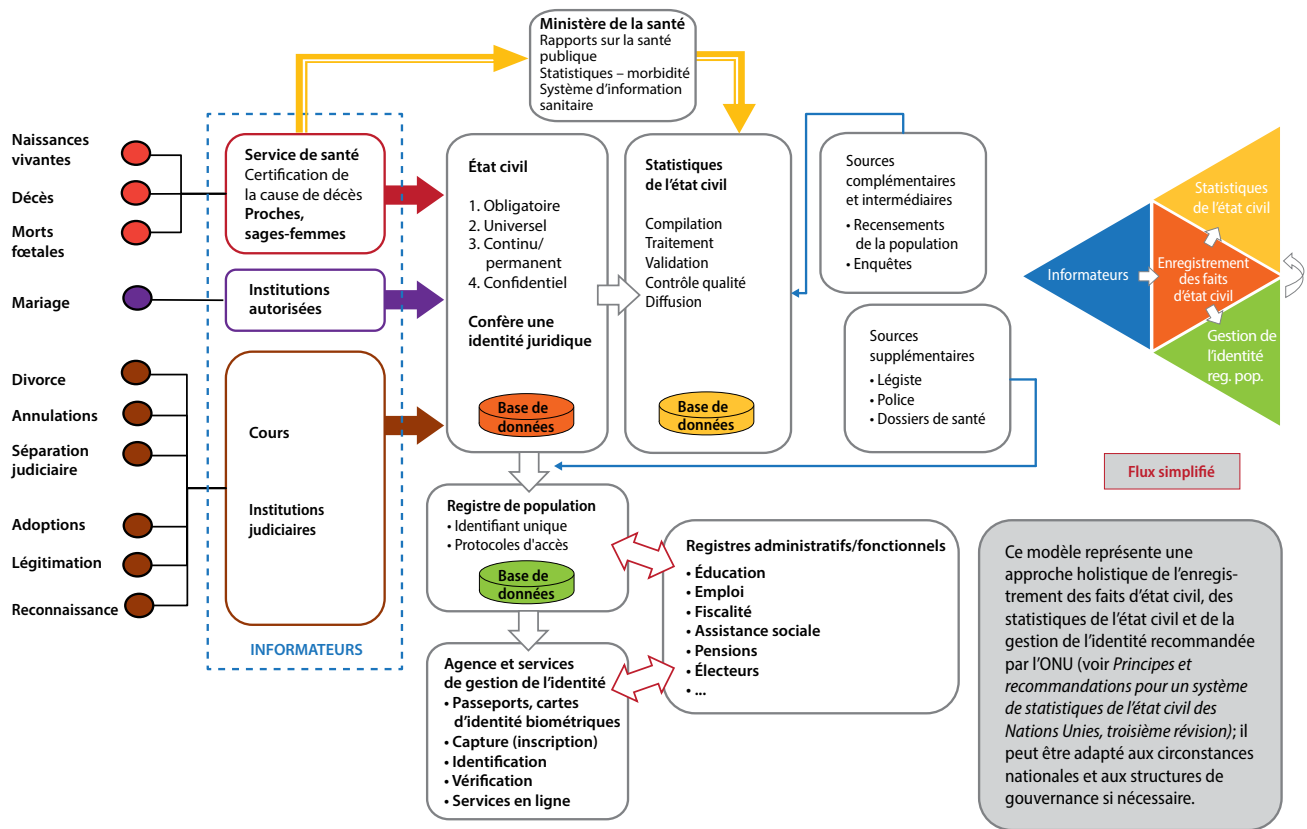 Ministère de la santé
Rapports sur la santé
publique
Statistiques – morbidité
Système d'information
sanitaire
Naissances
vivantes
Décès
Morts
fœtales
Mariage
Divorce
Annulations
Séparation
judiciaire
Adoptions
Légitimation
Reconnaissance
Service de santé
Certification de
la cause de décès
Proches,
sages-femmes
Institutions
autorisées
Cours
Institutions
judiciaires
INFORMATEURS
État civil
1. Obligatoire
2. Universel
3. Continu/
permanent
4. Confidentiel
Confère une
identité juridique
Base de
données
Statistiques
de l'état civil
Compilation
Traitement
Validation
Contrôle qualité
Diffusion
Base de
données
Sources
complémentaires
et intermédiaires
• Recensements
de la population
• Enquêtes
Sources
supplémentaires
• Légiste
• Police
• Dossiers de santé
Registre de population
• Identifiant unique
• Protocoles d'accès
Base de
données
Agence et services
de gestion de l'identité
• Passeports, cartes
d'identité biométriques
• Capture (inscription)
• Identification
• Vérification
• Services en ligne
Registres administratifs/fonctionnels
• Éducation
• Emploi
• Fiscalité
• Assistance sociale
• Pensions
• Électeurs
• ...
Statistiques
de l'état civil
Informateurs
Enregistrement
des faits
d'état civil
Gestion de
l'identité
reg. pop.
Flux simplifié
Ce modèle représente une
approche holistique de l'enregis-
trement des faits d'état civil, des
statistiques de l'état civil et de la
gestion de l'identité recommandée
par l'ONU (voir Principes et
recommandations pour un système
de statistiques de l'état civil des
Nations Unies, troisième révision); il
peut être adapté aux circonstances
nationales et aux structures de
gouvernance si nécessaire.